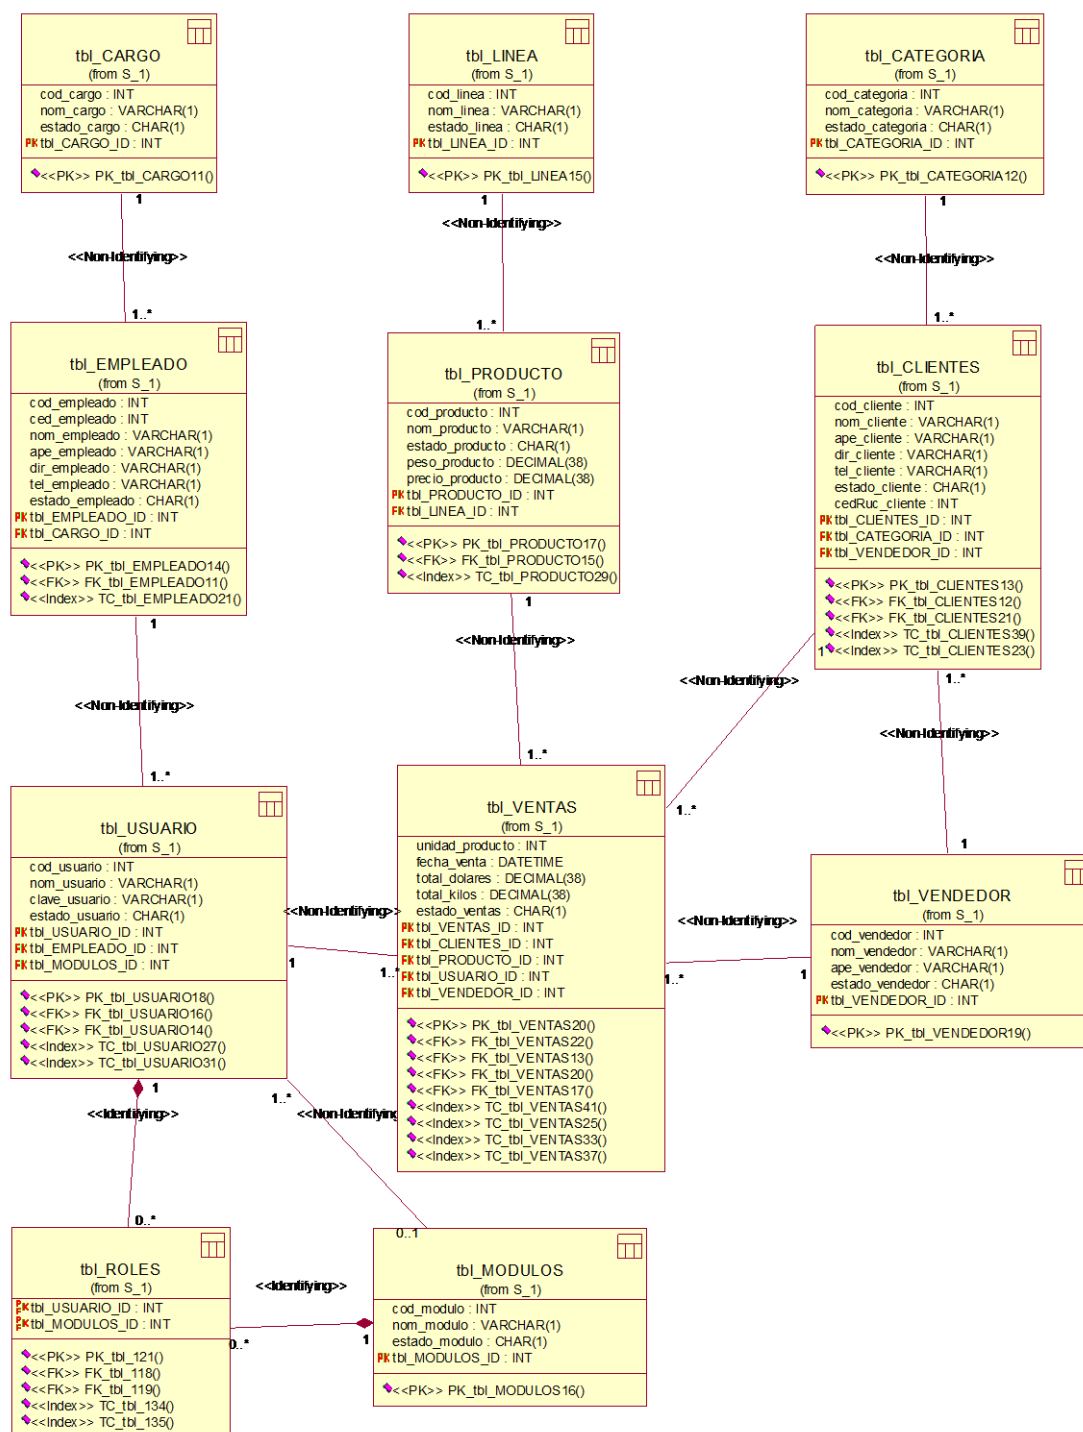 tbl_CARGO
(from S_1)
cod_cargo : INT
nom_cargo : VARCHAR(1)
estado_cargo : CHAR(1)
PK tbl_CARGO_ID : INT
<<PK>> PK_tbl_CARGO11()
1
<<Non-Identifying>>
1..*
tbl_LINEA
(from S_1)
cod_linea : INT
nom_linea : VARCHAR(1)
estado_linea : CHAR(1)
PK tbl_LINEA_ID : INT
<<PK>> PK_tbl_LINEA15()
1
<<Non-Identifying>>
1..*
tbl_CATEGORIA
(from S_1)
cod_categoria : INT
nom_categoria : VARCHAR(1)
estado_categoria : CHAR(1)
PK tbl_CATEGORIA_ID : INT
<<PK>> PK_tbl_CATEGORIA12()
1
<<Non-Identifying>>
1..*
tbl_EMPLEADO
(from S_1)
cod_empleado : INT
ced_empleado : INT
nom_empleado : VARCHAR(1)
ape_empleado : VARCHAR(1)
dir_empleado : VARCHAR(1)
tel_empleado : VARCHAR(1)
estado_empleado : CHAR(1)
PK tbl_EMPLEADO_ID : INT
FK tbl_CARGO_ID : INT
<<PK>> PK_tbl_EMPLEADO14()
<<FK>> FK_tbl_EMPLEADO11()
<<Index>> TC_tbl_EMPLEADO21()
1
<<Non-Identifying>>
1..*
tbl_PRODUCTO
(from S_1)
cod_producto : INT
nom_producto : VARCHAR(1)
estado_producto : CHAR(1)
peso_producto : DECIMAL(38)
precio_producto : DECIMAL(38)
PK tbl_PRODUCTO_ID : INT
FK tbl_LINEA_ID : INT
<<PK>> PK_tbl_PRODUCTO17()
<<FK>> FK_tbl_PRODUCTO15()
<<Index>> TC_tbl_PRODUCTO29()
1
<<Non-Identifying>>
1..*
tbl_CLIENTES
(from S_1)
cod_cliente : INT
nom_cliente : VARCHAR(1)
ape_cliente : VARCHAR(1)
dir_cliente : VARCHAR(1)
tel_cliente : VARCHAR(1)
estado_cliente : CHAR(1)
cedRuc_cliente : INT
PK tbl_CLIENTES_ID : INT
FK tbl_CATEGORIA_ID : INT
FK tbl_VENDEDOR_ID : INT
<<PK>> PK_tbl_CLIENTES13()
<<FK>> FK_tbl_CLIENTES12()
<<FK>> FK_tbl_CLIENTES21()
<<Index>> TC_tbl_CLIENTES39()
1 <<Index>> TC_tbl_CLIENTES23()
<<Non-Identifying>>
1..*
1..*
<<Non-Identifying>>
1
tbl_USUARIO
(from S_1)
cod_usuario : INT
nom_usuario : VARCHAR(1)
clave_usuario : VARCHAR(1)
estado_usuario : CHAR(1)
PK tbl_USUARIO_ID : INT
FK tbl_EMPLEADO_ID : INT
FK tbl_MODULOS_ID : INT
<<PK>> PK_tbl_USUARIO18()
<<FK>> FK_tbl_USUARIO16()
<<FK>> FK_tbl_USUARIO14()
<<Index>> TC_tbl_USUARIO27()
<<Index>> TC_tbl_USUARIO31()
<<Non-Identifying>>
1
1..*
tbl_VENTAS
(from S_1)
unidad_producto : INT
fecha_venta : DATETIME
total_dolares : DECIMAL(38)
total_kilos : DECIMAL(38)
estado_ventas : CHAR(1)
PK tbl_VENTAS_ID : INT
FK tbl_CLIENTES_ID : INT
FK tbl_PRODUCTO_ID : INT
FK tbl_USUARIO_ID : INT
FK tbl_VENDEDOR_ID : INT
<<PK>> PK_tbl_VENTAS20()
<<FK>> FK_tbl_VENTAS22()
<<FK>> FK_tbl_VENTAS13()
<<FK>> FK_tbl_VENTAS20()
<<FK>> FK_tbl_VENTAS17()
<<Index>> TC_tbl_VENTAS41()
<<Index>> TC_tbl_VENTAS25()
<<Index>> TC_tbl_VENTAS33()
<<Index>> TC_tbl_VENTAS37()
<<Non-Identifying>>
1..*
1
tbl_VENDEDOR
(from S_1)
cod_vendedor : INT
nom_vendedor : VARCHAR(1)
ape_vendedor : VARCHAR(1)
estado_vendedor : CHAR(1)
PK tbl_VENDEDOR_ID : INT
<<PK>> PK_tbl_VENDEDOR19()
1
<<Identifying>>
0..*
1..*
<<Non-Identifying
0..1
tbl_ROLES
(from S_1)
PF K tbl_USUARIO_ID : INT
PF K tbl_MODULOS_ID : INT
<<PK>> PK_tbl_121()
<<FK>> FK_tbl_118()
<<FK>> FK_tbl_119()
<<Index>> TC_tbl_134()
<<Index>> TC_tbl_135()
<<Identifying>>
0..*
1
tbl_MODULOS
(from S_1)
cod_modulo : INT
nom_modulo : VARCHAR(1)
estado_modulo : CHAR(1)
PK tbl_MODULOS_ID : INT
<<PK>> PK_tbl_MODULOS16()